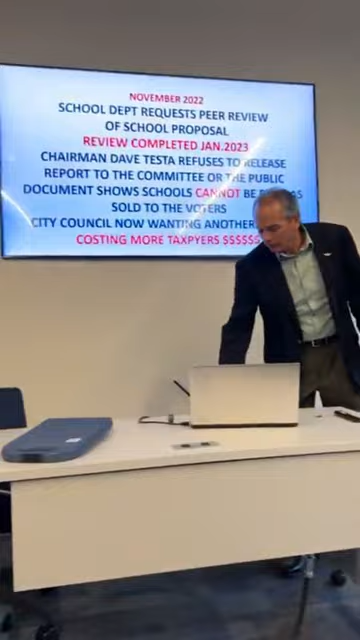 NOVEMBER 2022
SCHOOL DEPT REQUESTS PEER REVIEW
OF SCHOOL PROPOSAL
REVIEW COMPLETED JAN.2023
CHAIRMAN DAVE TESTA REFUSES TO RELEASE
REPORT TO THE COMMITTEE OR THE PUBLIC
DOCUMENT SHOWS SCHOOLS CANNOT BE AS
SOLD TO THE VOTERS
CITY COUNCIL NOW WANTING ANOTHER
COSTING MORE TAXPYERS $$$$$$